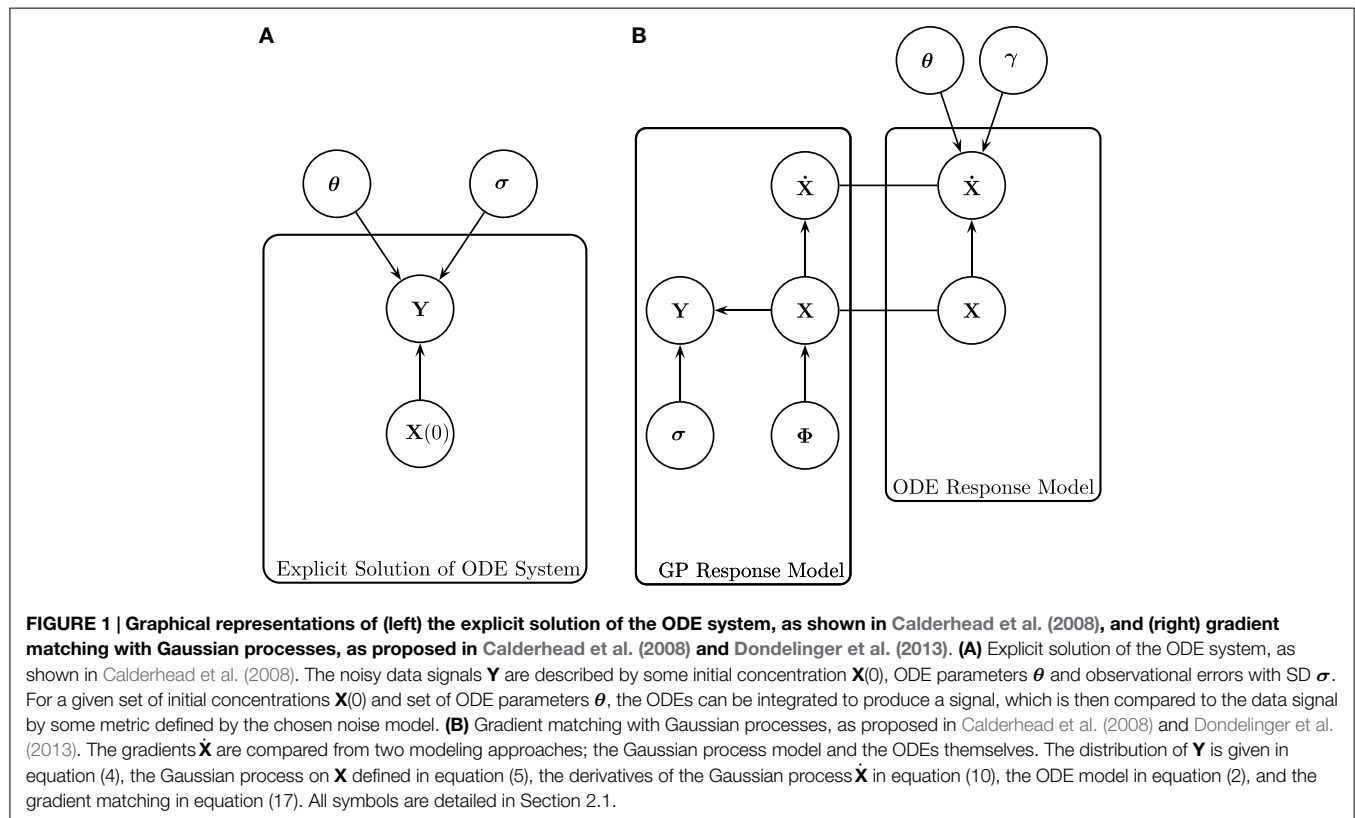 A
B
θ
γ
θ
σ
Ẋ
Ẋ
Y
Y
X
X
X(0)
σ
Φ
ODE Response Model
Explicit Solution of ODE System
GP Response Model
FIGURE 1 | Graphical representations of (left) the explicit solution of the ODE system, as shown in Calderhead et al. (2008), and (right) gradient
matching with Gaussian processes, as proposed in Calderhead et al. (2008) and Dondelinger et al. (2013). (A) Explicit solution of the ODE system, as
shown in Calderhead et al. (2008). The noisy data signals Y are described by some initial concentration X(0), ODE parameters θ and observational errors with SD σ.
For a given set of initial concentrations X(0) and set of ODE parameters θ, the ODEs can be integrated to produce a signal, which is then compared to the data signal
by some metric defined by the chosen noise model. (B) Gradient matching with Gaussian processes, as proposed in Calderhead et al. (2008) and Dondelinger et al.
(2013). The gradients Ẋ are compared from two modeling approaches; the Gaussian process model and the ODEs themselves. The distribution of Y is given in
equation (4), the Gaussian process on X defined in equation (5), the derivatives of the Gaussian process Ẋ in equation (10), the ODE model in equation (2), and the
gradient matching in equation (17). All symbols are detailed in Section 2.1.